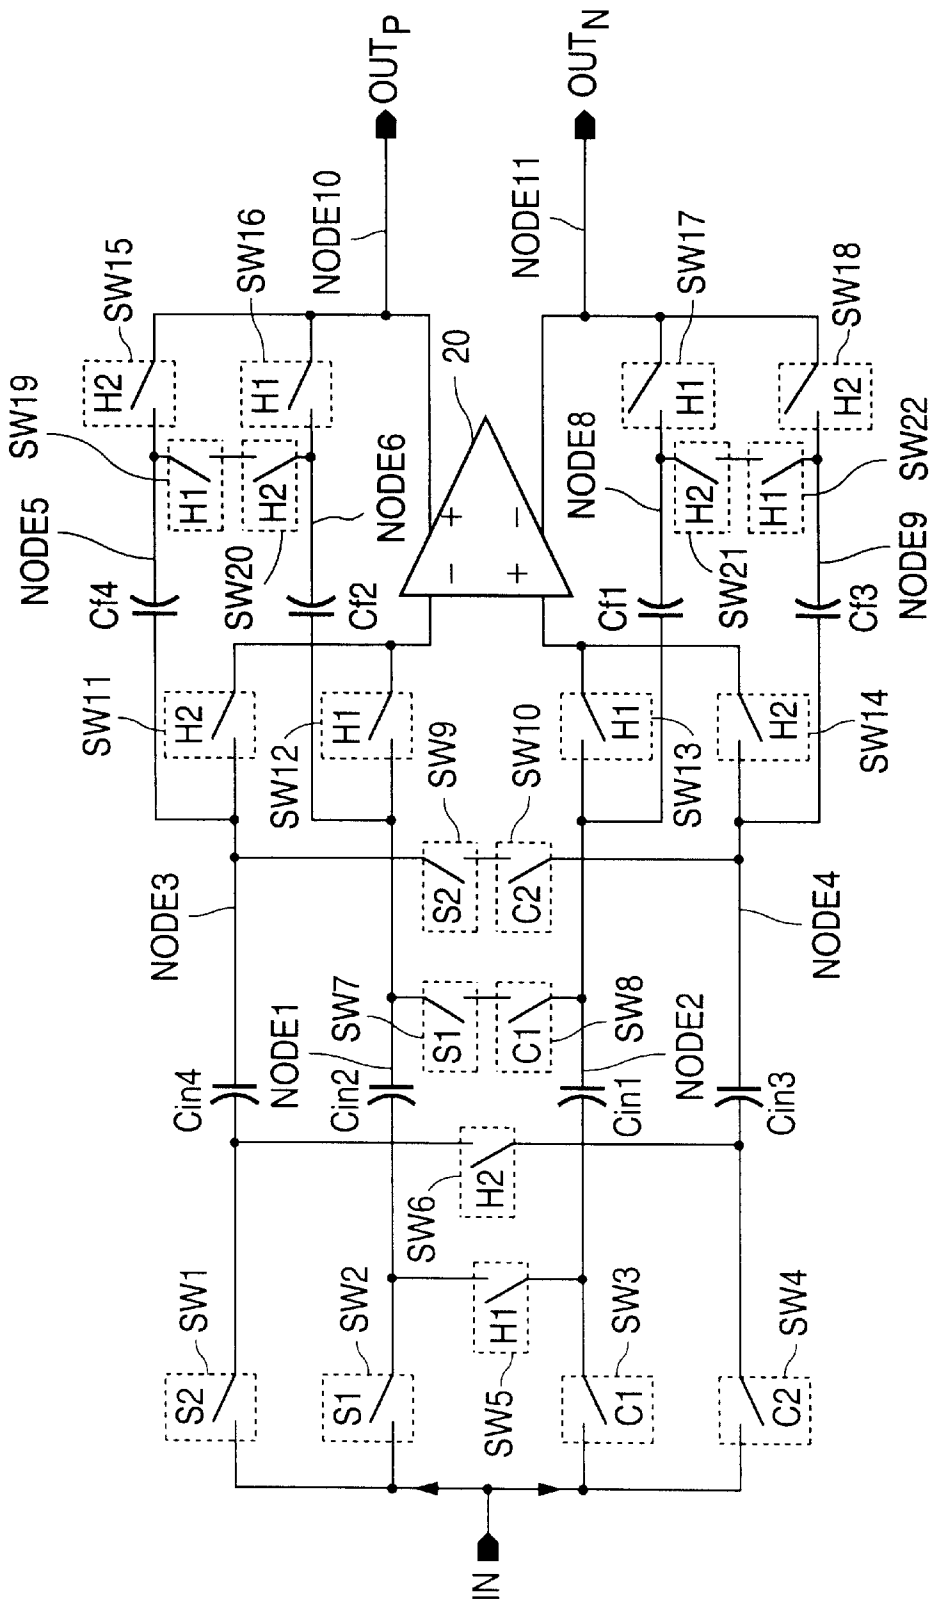 IN
SW1
S2
SW2
S1
SW5
H1
SW3
C1
SW4
C2
SW6
H2
Cin4
NODE1
Cin2
Cin1
NODE2
Cin3
NODE3
SW7
S1
C1
SW8
NODE4
SW9
S2
C2
SW10
SW11
H2
SW12
H1
H1
SW13
H2
SW14
Cf4
NODE5
SW20
Cf2
NODE6
Cf1
NODE8
SW21
Cf3
NODE9
SW19
H1
H2
H2
H1
SW22
20
−
+
+
−
SW15
H2
SW16
H1
H1
SW17
H2
SW18
NODE10
NODE11
OUTP
OUTN